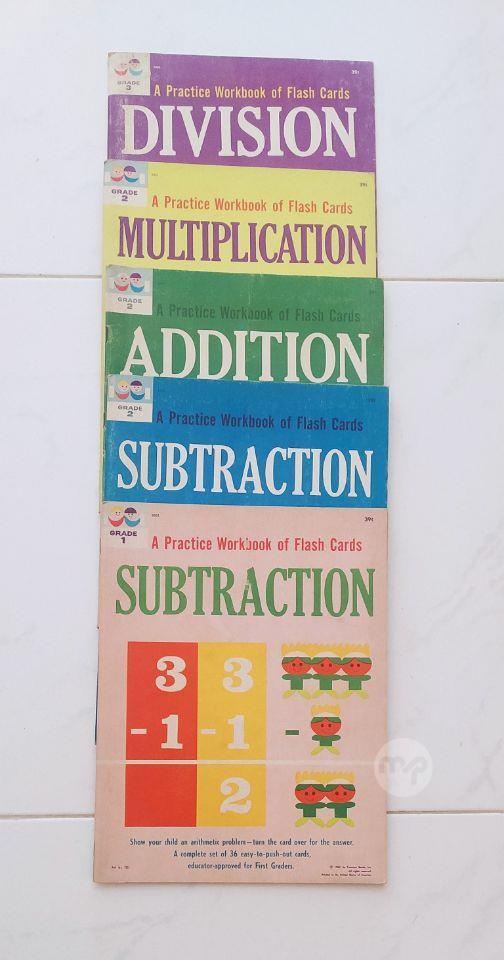 GRADE
3
39¢
A Practice Workbook of Flash Cards
DIVISION
GRADE
2
39¢
A Practice Workbook of Flash Cards
MULTIPLICATION
GRADE
2
A Practice Workbook of Flash Cards
ADDITION
GRADE
2
A Practice Workbook of Flash Cards
SUBTRACTION
GRADE
1
39¢
A Practice Workbook of Flash Cards
SUBTRACTION
3 3
-1 -1 -
2
Show your child an arithmetic problem—turn the card over for the answer.
A complete set of 36 easy-to-push-out cards,
educator-approved for First Graders.
mp